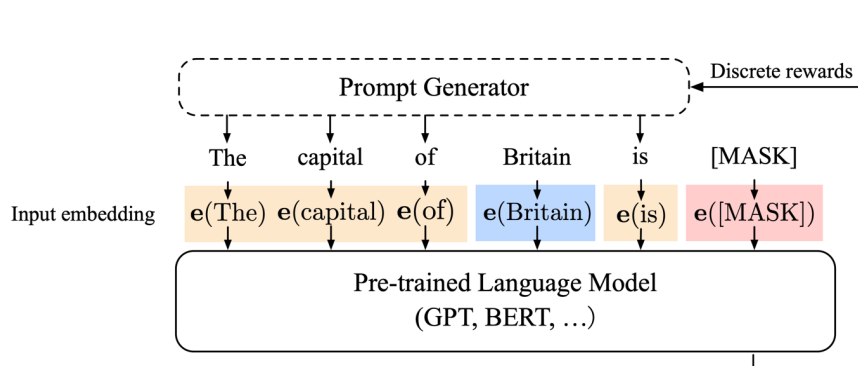 Discrete rewards
Prompt Generator
The capital of Britain is [MASK]
Input embedding e(The) e(capital) e(of) e(Britain) e(is) e([MASK])
Pre-trained Language Model
(GPT, BERT, …)